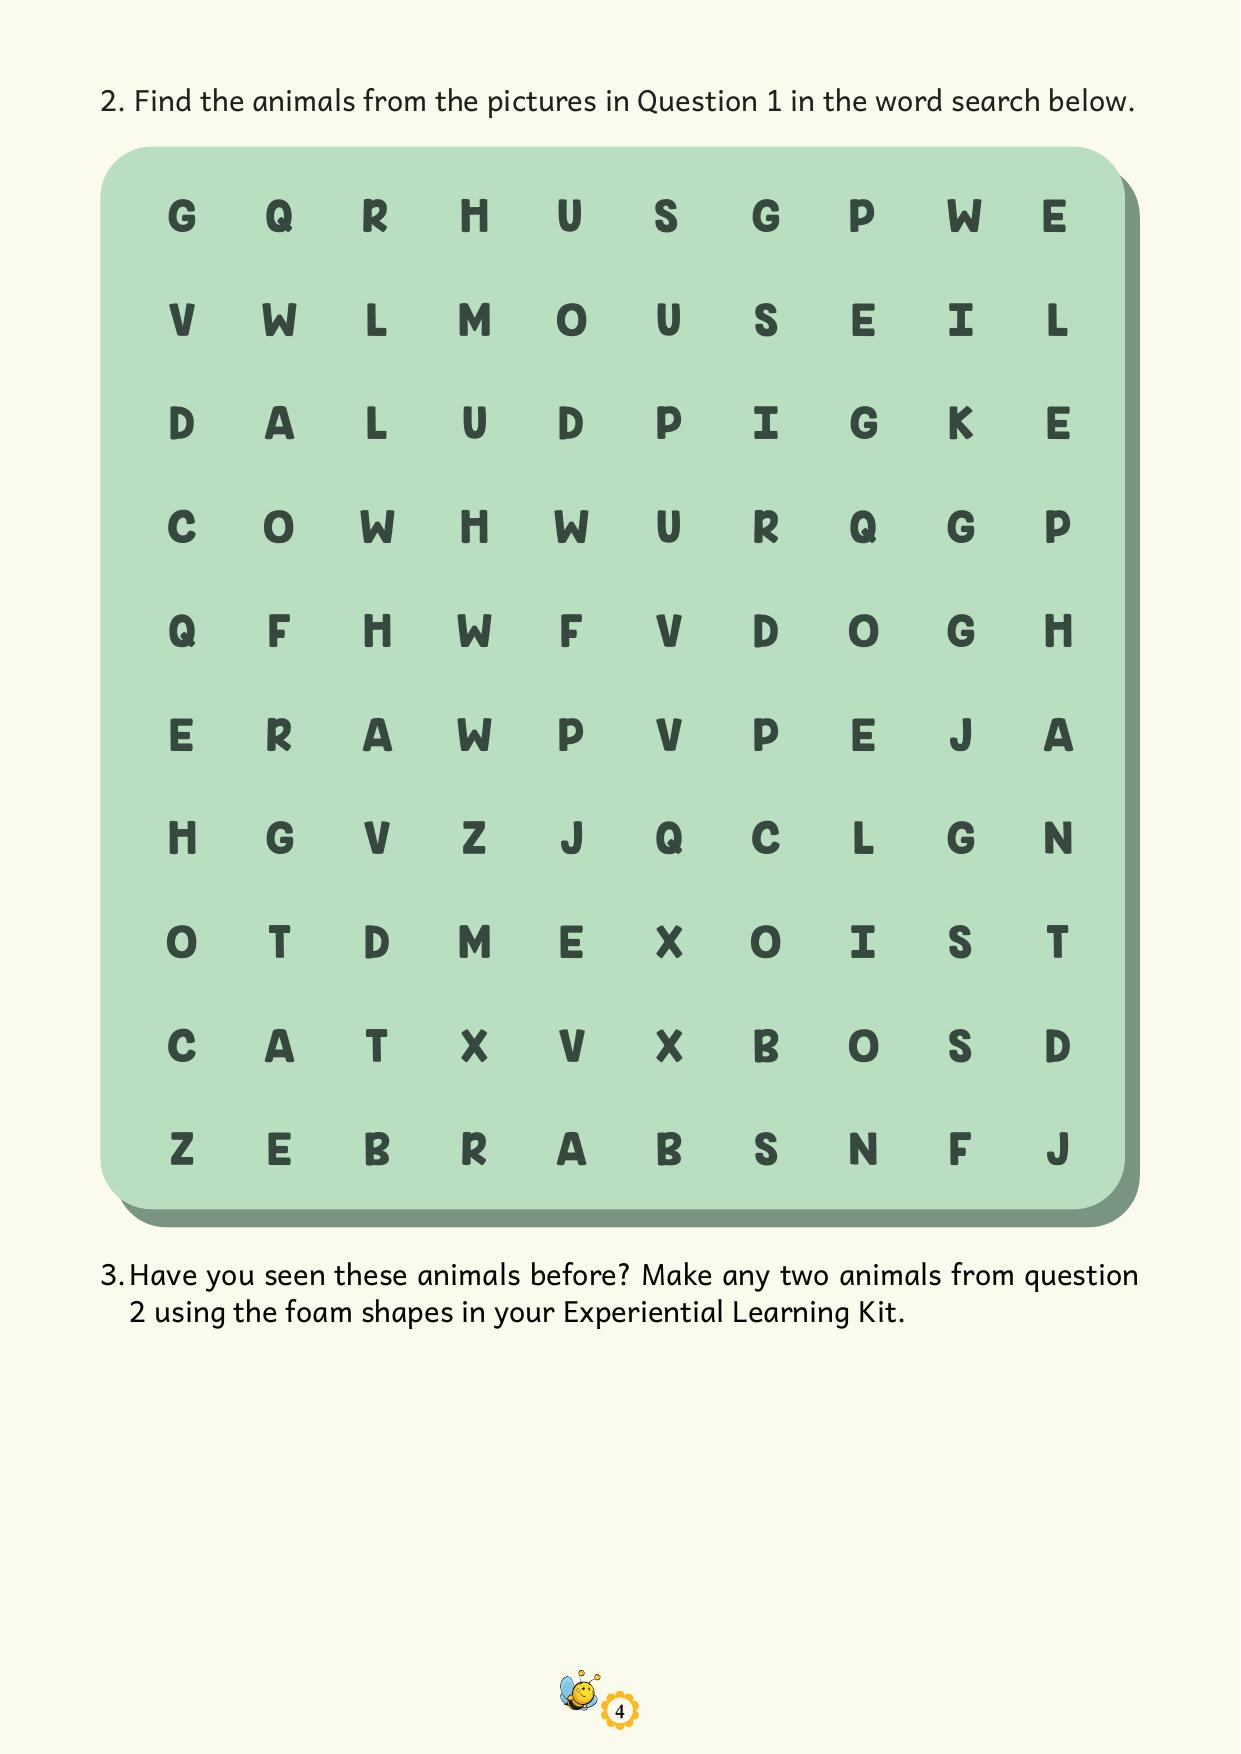 2. Find the animals from the pictures in Question 1 in the word search below.
G Q R H U S G P W E
V W L M O U S E I L
D A L U D P I G K E
C O W H W U R Q G P
Q F H W F V D O G H
E R A W P V P E J A
H G V Z J Q C L G N
O T D M E X O I S T
C A T X V X B O S D
Z E B R A B S N F J
3. Have you seen these animals before? Make any two animals from question
2 using the foam shapes in your Experiential Learning Kit.
4